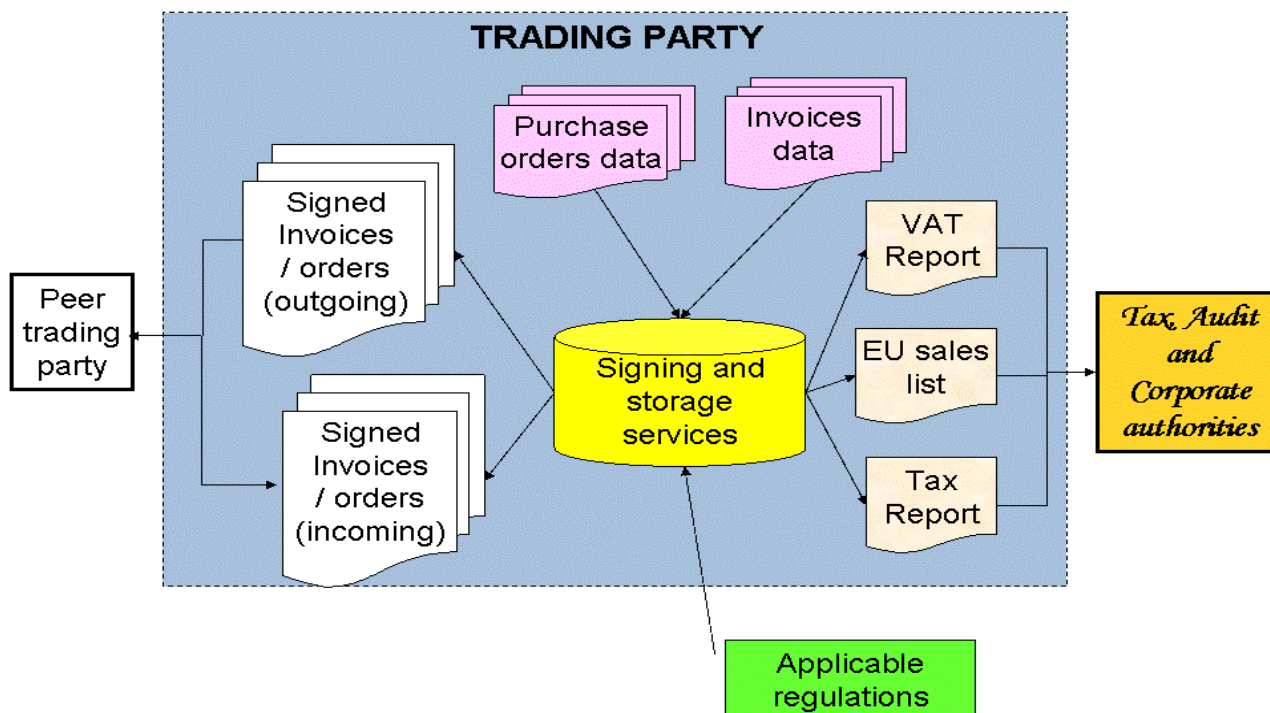 TRADING PARTY
Purchase
orders data
Invoices
data
Signed
Invoices
/ orders
(outgoing)
VAT
Report
Peer
trading
party
Tax, Audit
and
Corporate
authorities
EU sales
list
Signing and
storage
services
Signed
Invoices
/ orders
(incoming)
Tax
Report
Applicable
regulations